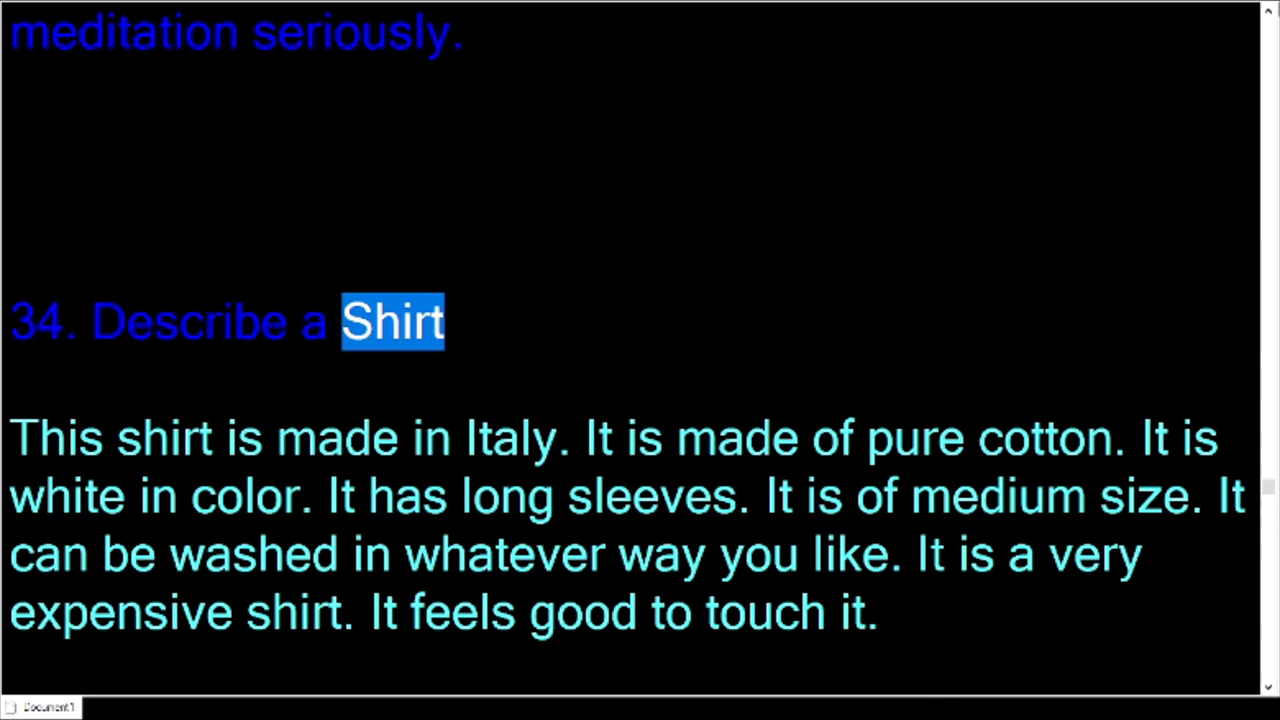 meditation seriously.
34. Describe a Shirt
This shirt is made in Italy. It is made of pure cotton. It is
white in color. It has long sleeves. It is of medium size. It
can be washed in whatever way you like. It is a very
expensive shirt. It feels good to touch it.
Document1